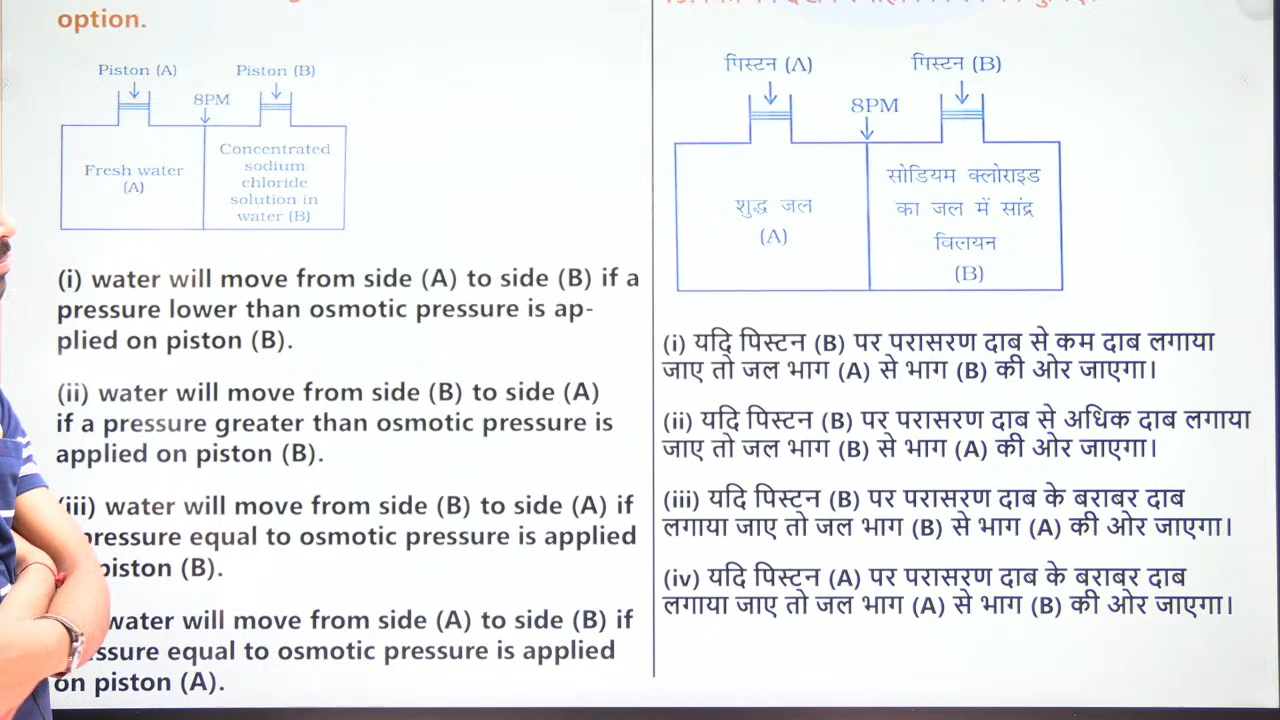 option.
Piston (A)
Piston (B)
8PM
Fresh water
(A)
Concentrated
sodium
chloride
solution in
water (B)
(i) water will move from side (A) to side (B) if a
pressure lower than osmotic pressure is ap-
plied on piston (B).
(ii) water will move from side (B) to side (A)
if a pressure greater than osmotic pressure is
applied on piston (B).
(iii) water will move from side (B) to side (A) if
pressure equal to osmotic pressure is applied
piston (B).
water will move from side (A) to side (B) if
equal to osmotic pressure is applied
on piston (A).
पिस्टन (A)
पिस्टन (B)
8PM
शुद्ध जल
(A)
सोडियम क्लोराइड
का जल में सांद्र
विलयन
(B)
(i) यदि पिस्टन (B) पर परासरण दाब से कम दाब लगाया
जाए तो जल भाग (A) से भाग (B) की ओर जाएगा।
(ii) यदि पिस्टन (B) पर परासरण दाब से अधिक दाब लगाया
जाए तो जल भाग (B) से भाग (A) की ओर जाएगा।
(iii) यदि पिस्टन (B) पर परासरण दाब के बराबर दाब
लगाया जाए तो जल भाग (B) से भाग (A) की ओर जाएगा।
(iv) यदि पिस्टन (A) पर परासरण दाब के बराबर दाब
लगाया जाए तो जल भाग (A) से भाग (B) की ओर जाएगा।